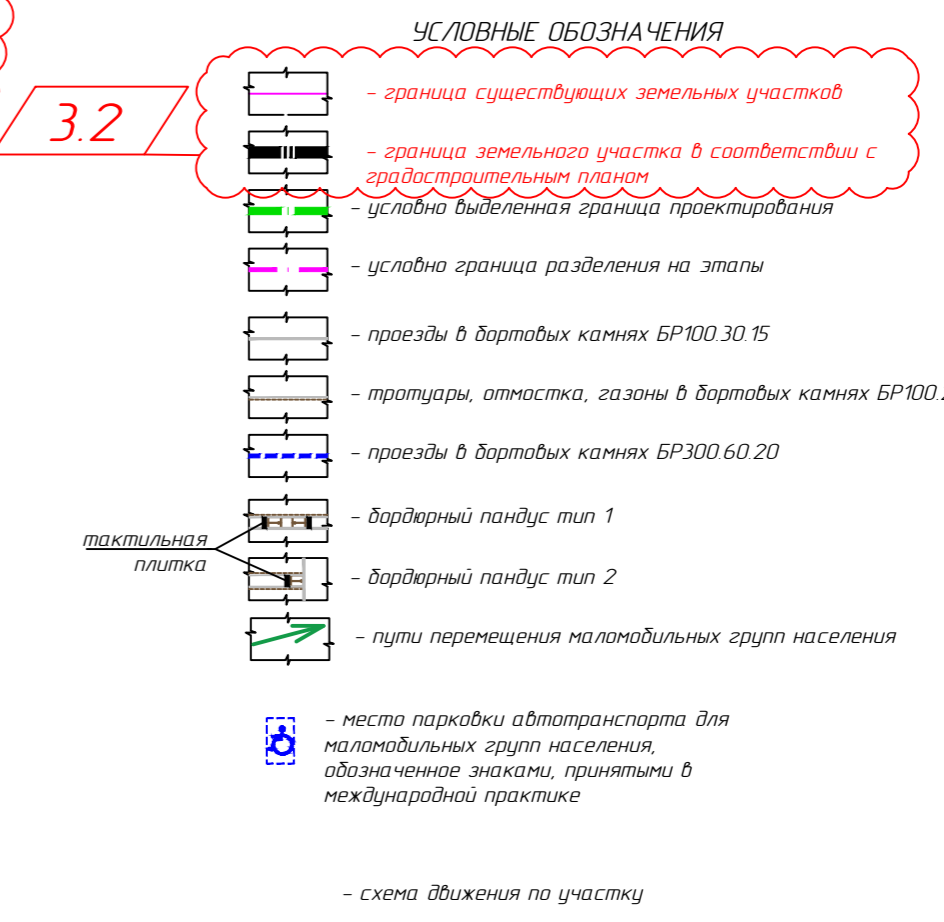 УСЛОВНЫЕ ОБОЗНАЧЕНИЯ
3.2
- граница существующих земельных участков
- граница земельного участка в соответствии с
градостроительным планом
- условно выделенная граница проектирования
- условно граница разделения на этапы
- проезды в бортовых камнях БР100.30.15
- тротуары, отмостка, газоны в бортовых камнях БР100.
- проезды в бортовых камнях БР300.60.20
- бордюрный пандус тип 1
тактильная
плитка
- бордюрный пандус тип 2
- пути перемещения маломобильных групп населения
- место парковки автотранспорта для
маломобильных групп населения,
обозначенное знаками, принятыми в
международной практике
- схема движения по участку